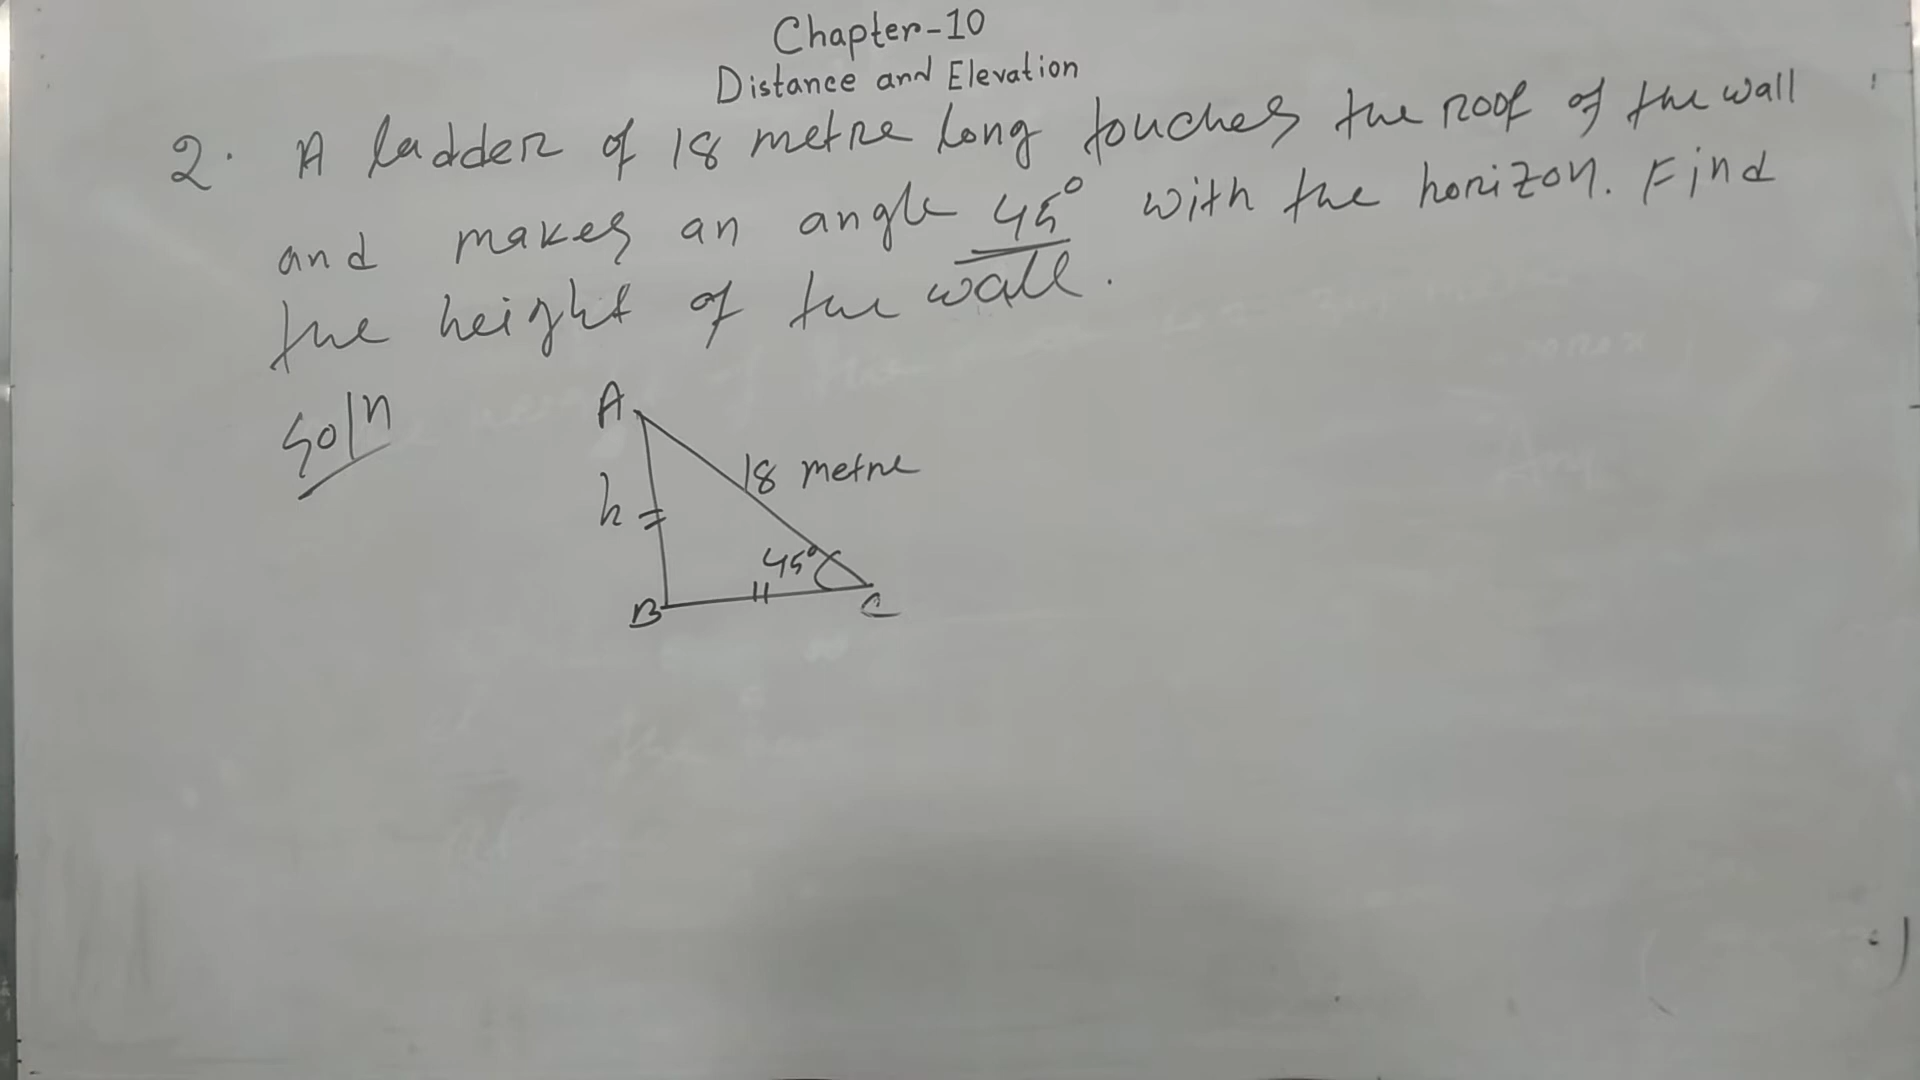 Chapter-10
Distance and Elevation
2. A ladder of 18 metre long touches the roof of the wall
and makes an angle 45° with the horizon. Find
the height of the wall.
Soln
A
18 metre
h
45°
B
C